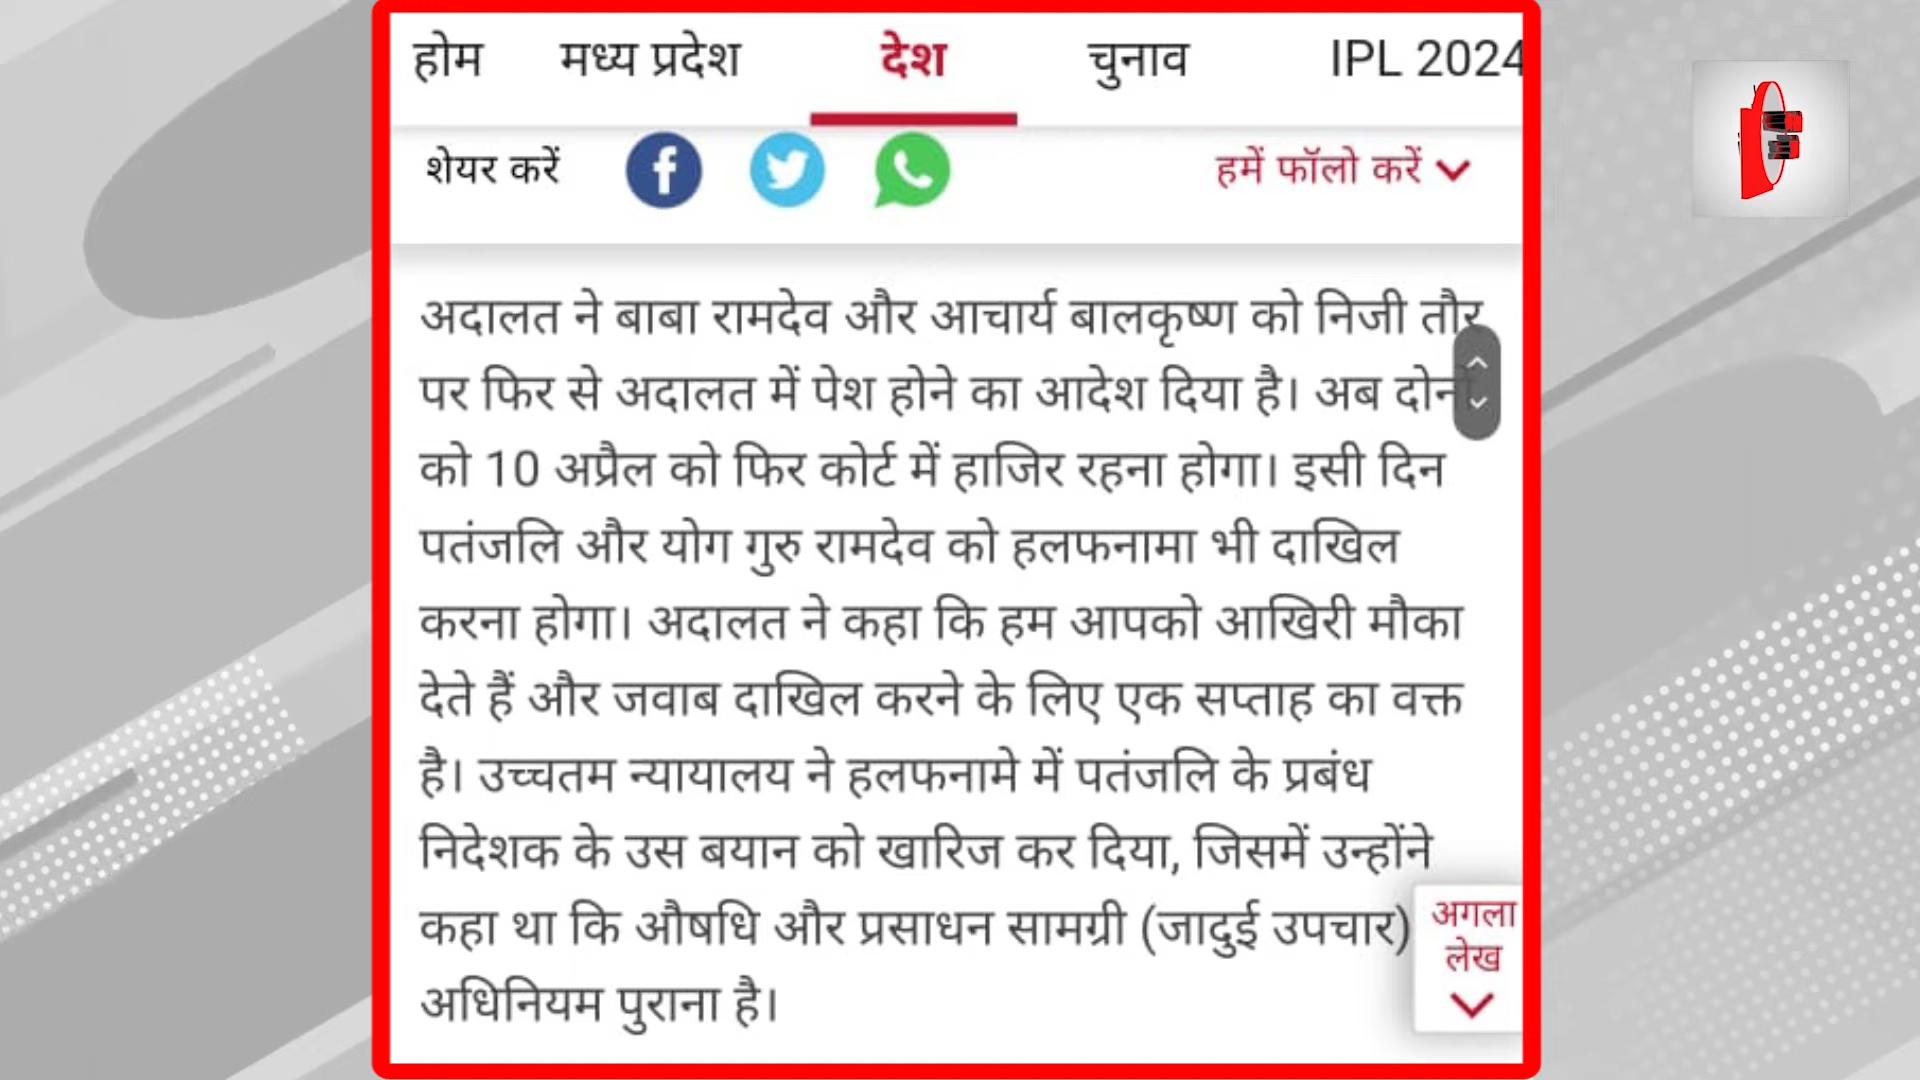 होम मध्य प्रदेश देश चुनाव IPL 2024
शेयर करें हमें फॉलो करें
अदालत ने बाबा रामदेव और आचार्य बालकृष्ण को निजी तौर
पर फिर से अदालत में पेश होने का आदेश दिया है। अब दोनों
को 10 अप्रैल को फिर कोर्ट में हाजिर रहना होगा। इसी दिन
पतंजलि और योग गुरु रामदेव को हलफनामा भी दाखिल
करना होगा। अदालत ने कहा कि हम आपको आखिरी मौका
देते हैं और जवाब दाखिल करने के लिए एक सप्ताह का वक्त
है। उच्चतम न्यायालय ने हलफनामे में पतंजलि के प्रबंध
निदेशक के उस बयान को खारिज कर दिया, जिसमें उन्होंने
कहा था कि औषधि और प्रसाधन सामग्री (जादुई उपचार)
अधिनियम पुराना है।
अगला
लेख